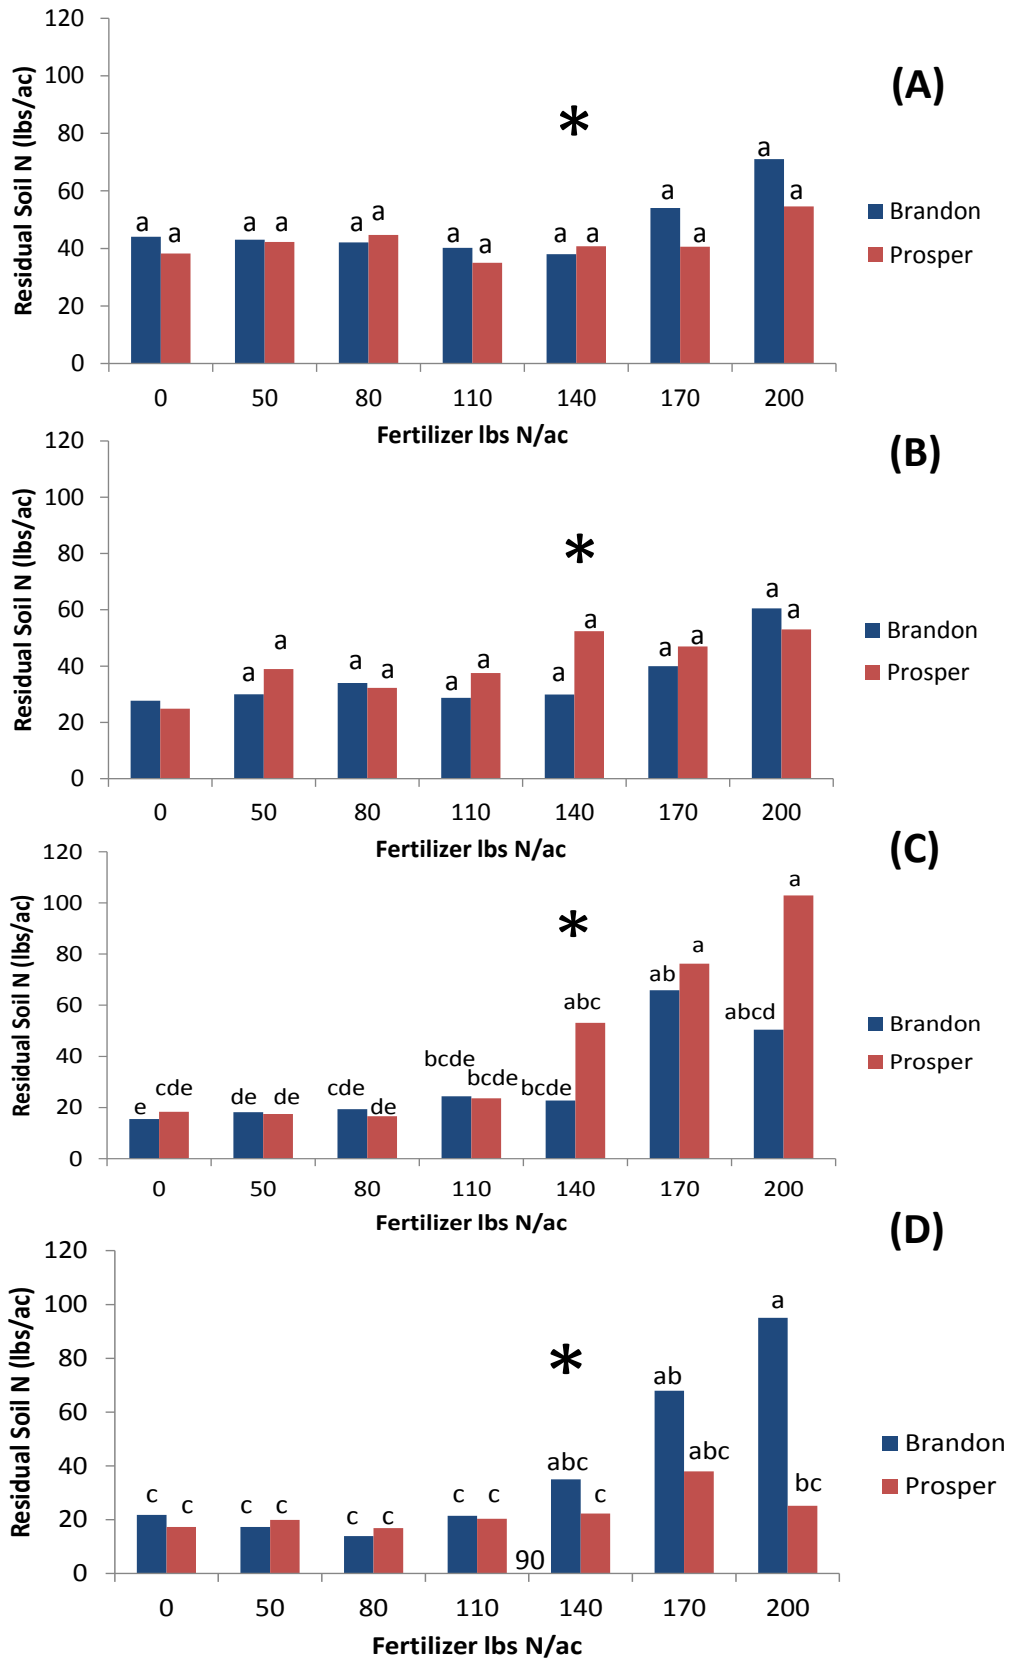 120
100
80
60
40
20
0
Residual Soil N (lbs/ac)
(A)
*
a a a a a a a a a a a a a a
Brandon
Prosper
0 50 80 110 140 170 200
Fertilizer lbs N/ac
120
100
80
60
40
20
0
Residual Soil N (lbs/ac)
(B)
*
a a a a a a a a a a a a
Brandon
Prosper
0 50 80 110 140 170 200
Fertilizer lbs N/ac
120
100
80
60
40
20
0
Residual Soil N (lbs/ac)
(C)
*
e cde de de cde de bcde bcde bcde abc ab a abcd a
Brandon
Prosper
0 50 80 110 140 170 200
Fertilizer lbs N/ac
120
100
80
60
40
20
0
Residual Soil N (lbs/ac)
(D)
*
c c c c c c c c abc c ab abc a bc
90
Brandon
Prosper
0 50 80 110 140 170 200
Fertilizer lbs N/ac